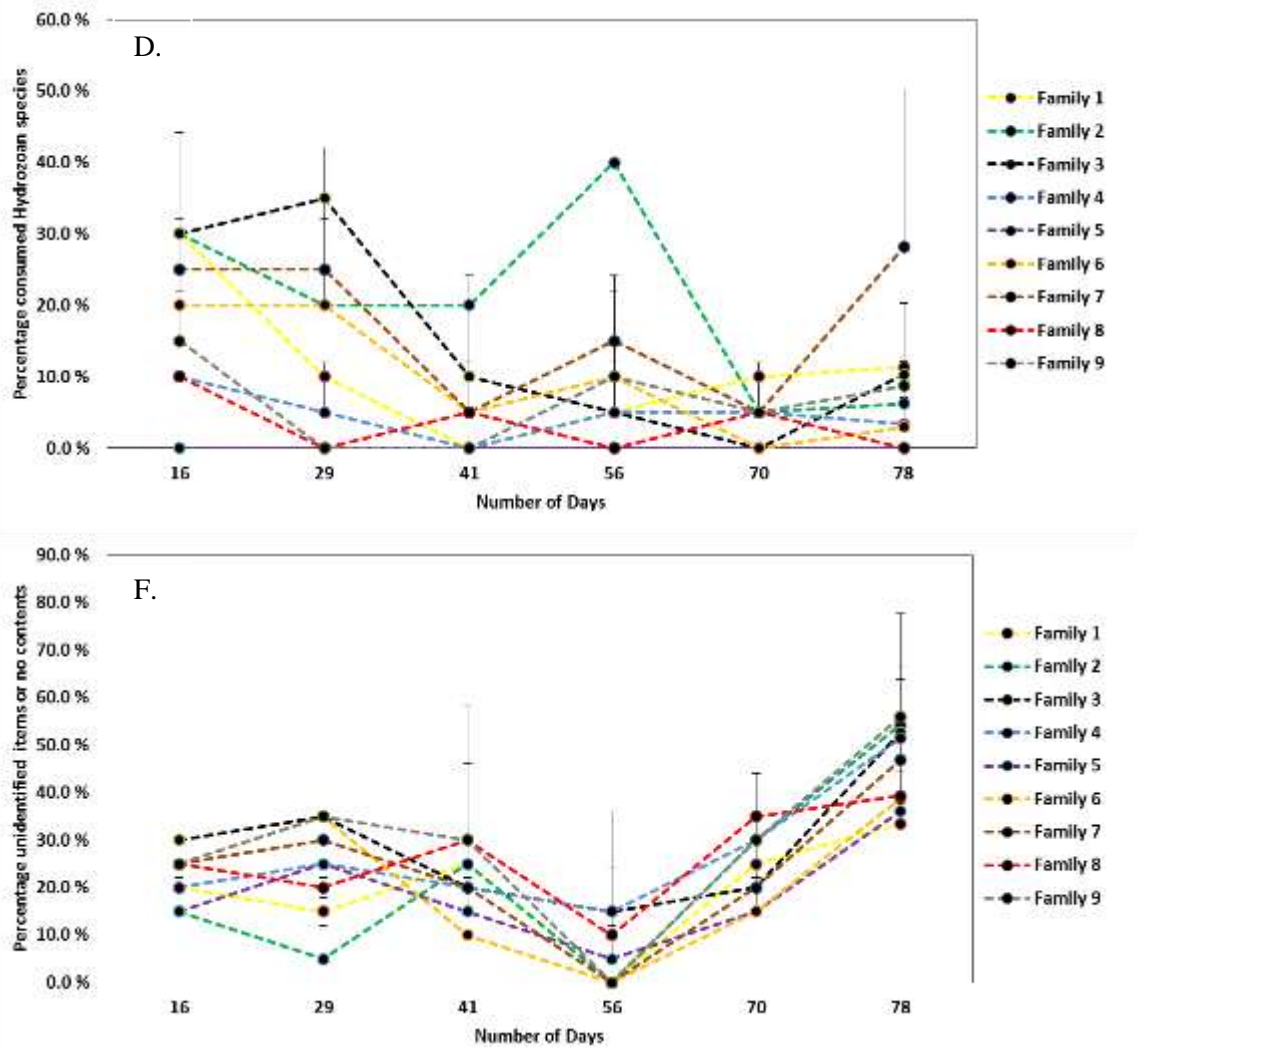 60.0 %
D.
50.0 %
40.0 %
30.0 %
20.0 %
10.0 %
0.0 %
Percentage consumed Hydrozoan species
16 29 41 56 70 78
Number of Days
Family 1
Family 2
Family 3
Family 4
Family 5
Family 6
Family 7
Family 8
Family 9
90.0 %
F.
80.0 %
70.0 %
60.0 %
50.0 %
40.0 %
30.0 %
20.0 %
10.0 %
0.0 %
Percentage unidentified items or no contents
16 29 41 56 70 78
Number of Days
Family 1
Family 2
Family 3
Family 4
Family 5
Family 6
Family 7
Family 8
Family 9